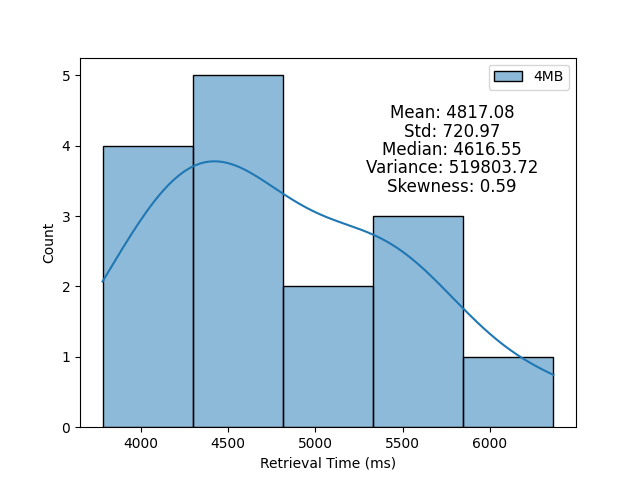 4MB
Mean: 4817.08
Std: 720.97
Median: 4616.55
Variance: 519803.72
Skewness: 0.59
5
4
3
2
1
0
Count
4000 4500 5000 5500 6000
Retrieval Time (ms)